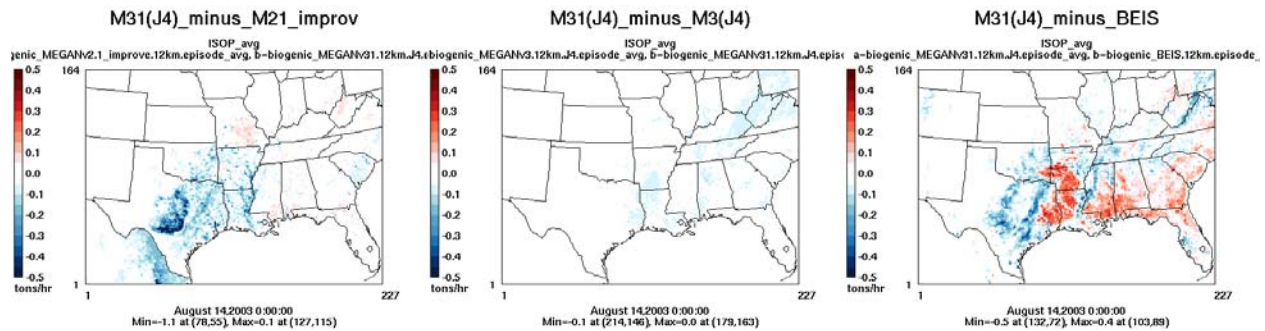 M31(J4)_minus_M21_improv
ISOP_avg
genic_MEGANv2.1_improve.12km.episode_avg, b=biogenic_MEGANv31.12km.J4.e
0.5
0.4
0.3
0.2
0.1
0.0
-0.1
-0.2
-0.3
-0.4
-0.5
tons/hr
164
1
1
227
August 14,2003 0:00:00
Min=-1.1 at (78,55), Max=0.1 at (127,115)
M31(J4)_minus_M3(J4)
ISOP_avg
biogenic_MEGANv3.12km.J4.episode_avg, b=biogenic_MEGANv31.12km.J4.epis
0.5
0.4
0.3
0.2
0.1
0.0
-0.1
-0.2
-0.3
-0.4
-0.5
tons/hr
164
1
1
227
August 14,2003 0:00:00
Min=-0.1 at (214,146), Max=0.0 at (179,163)
M31(J4)_minus_BEIS
ISOP_avg
a=biogenic_MEGANv31.12km.J4.episode_avg, b=biogenic_BEIS.12km.episode_
0.5
0.4
0.3
0.2
0.1
0.0
-0.1
-0.2
-0.3
-0.4
-0.5
tons/hr
164
1
1
227
August 14,2003 0:00:00
Min=-0.5 at (132,72), Max=0.4 at (103,89)